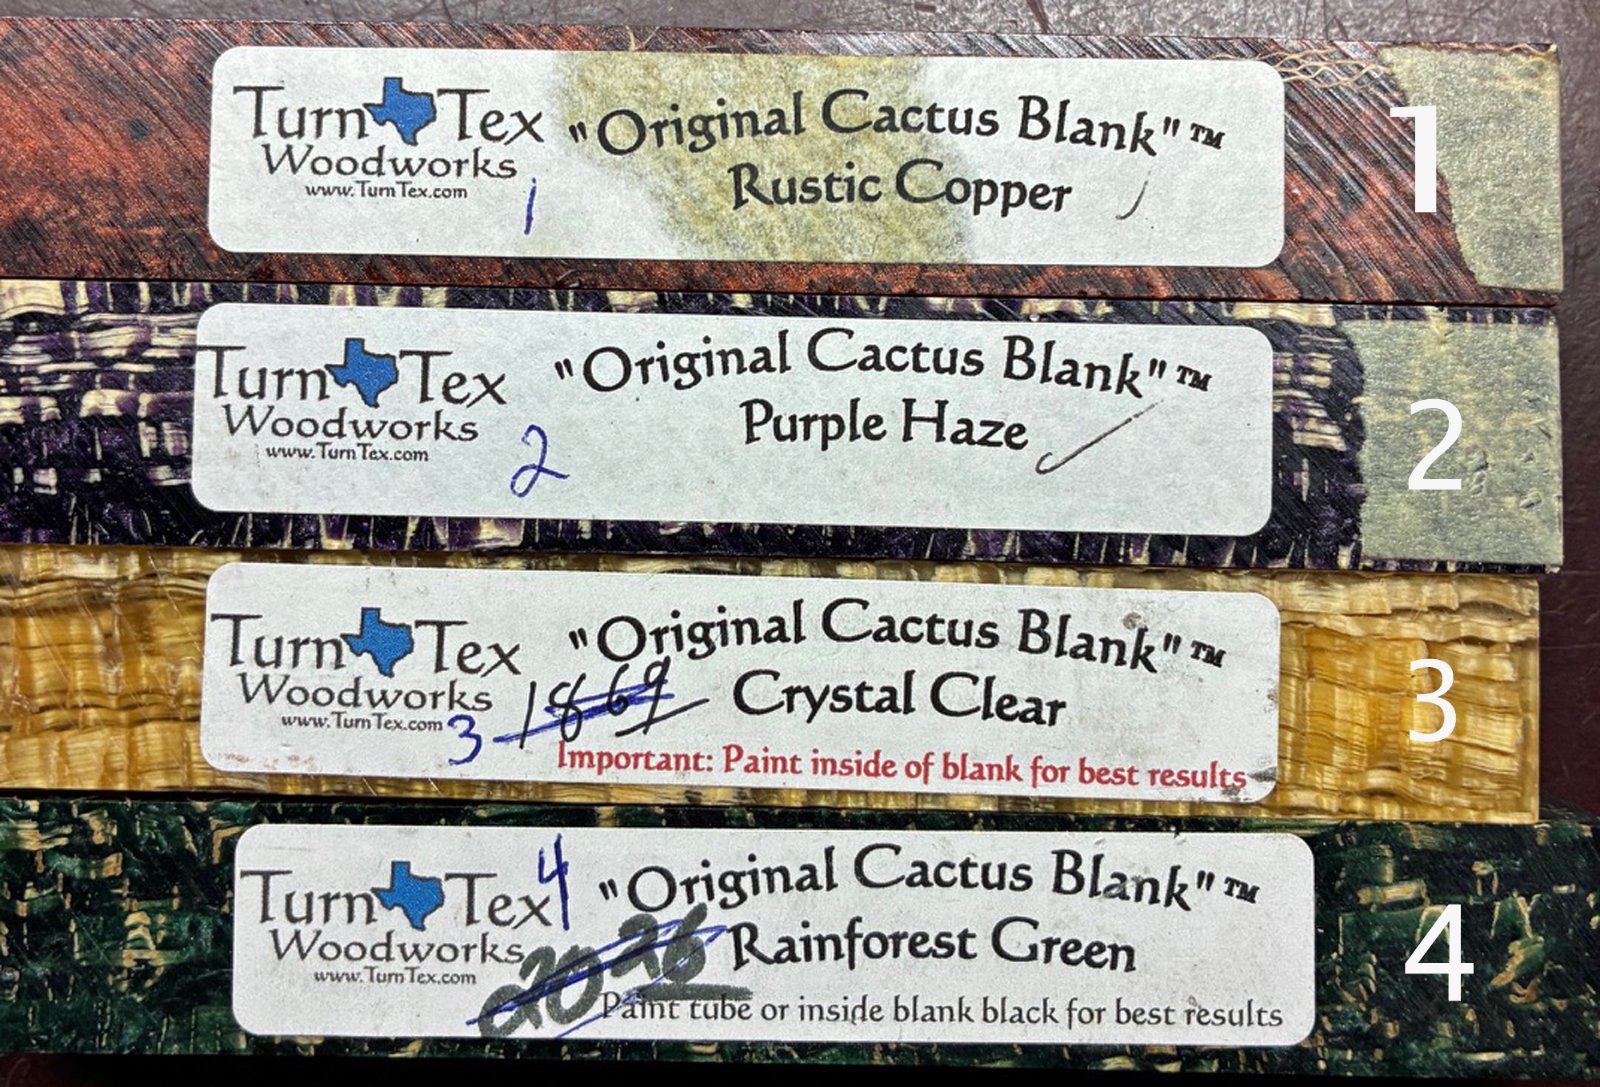 Turn Tex "Original Cactus Blank"™
Woodworks Rustic Copper
www.TurnTex.com
1
1
Turn Tex "Original Cactus Blank"™
Woodworks Purple Haze
www.TurnTex.com
2
2
Turn Tex "Original Cactus Blank"™
Woodworks 1869 Crystal Clear
www.TurnTex.com 3
Important: Paint inside of blank for best results
3
Turn Tex 4 "Original Cactus Blank"™
Woodworks Rainforest Green
www.TurnTex.com
Paint tube or inside blank black for best results
4